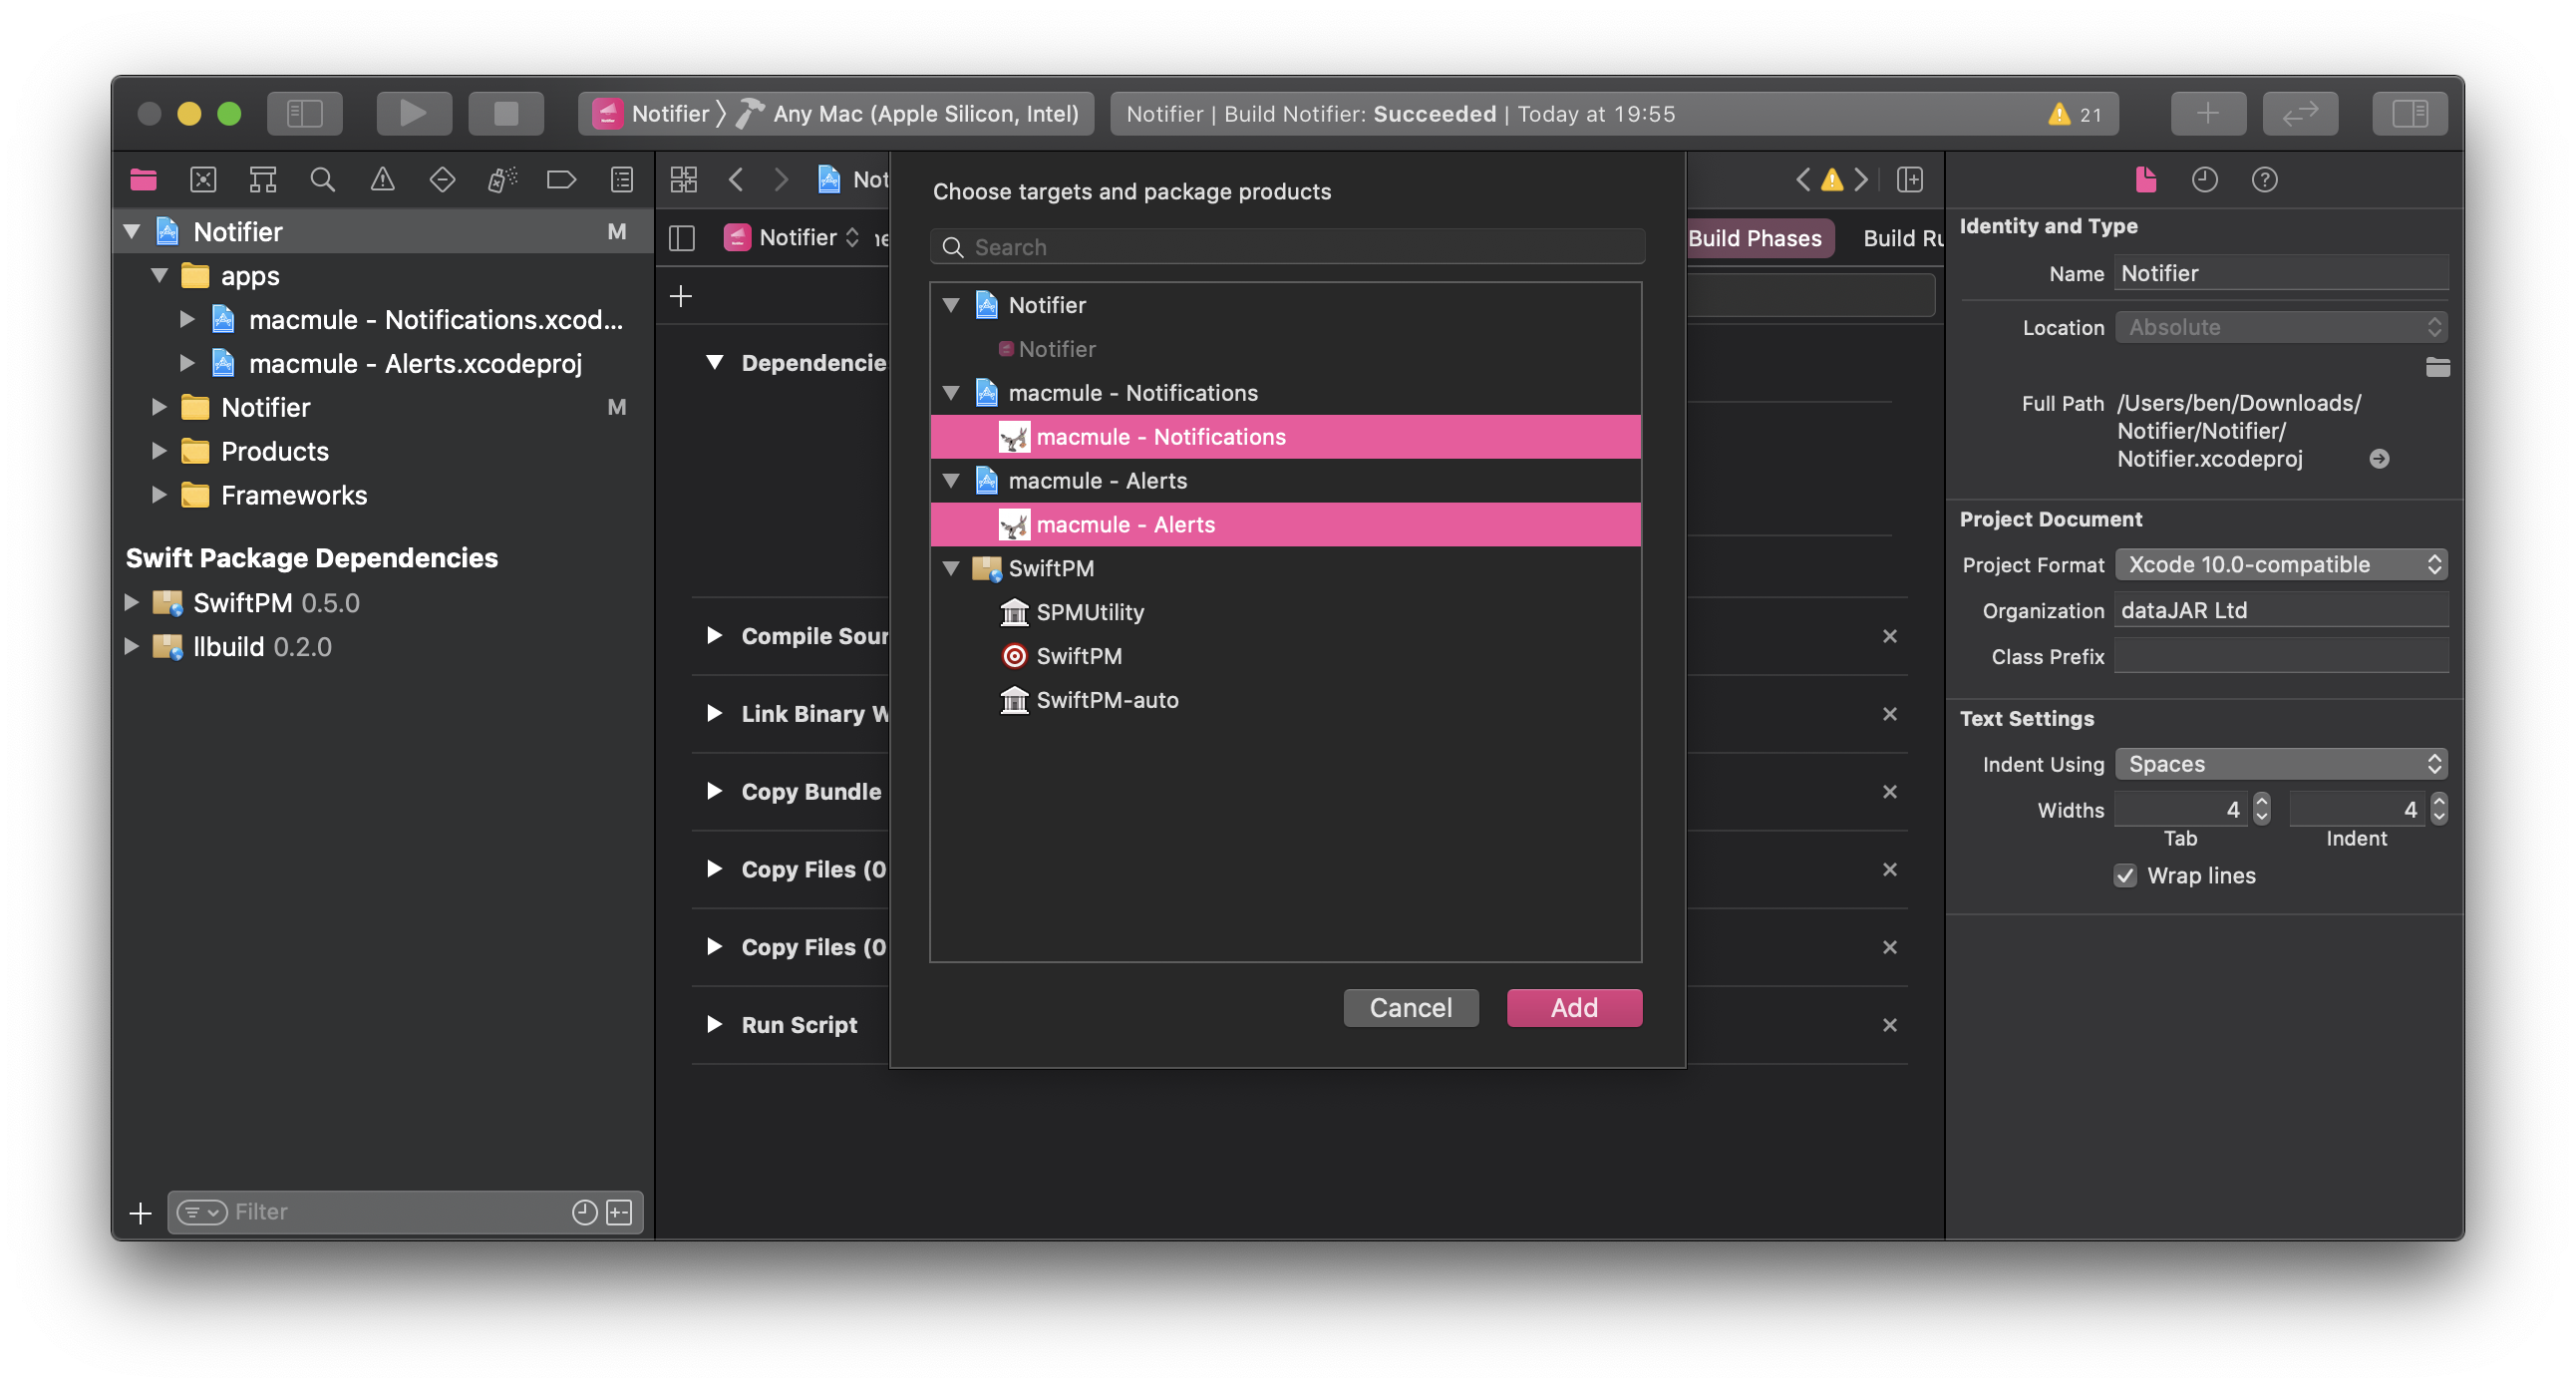 Notifier
Any Mac (Apple Silicon, Intel)
Notifier | Build Notifier: Succeeded | Today at 19:55
21
Notifier
M
apps
macmule - Notifications.xcod...
macmule - Alerts.xcodeproj
Notifier
M
Products
Frameworks
Swift Package Dependencies
SwiftPM 0.5.0
llbuild 0.2.0
Filter
Not
Notifier
Build Phases
Build Ru
Dependencie
Compile Sour
Link Binary W
Copy Bundle
Copy Files (0
Copy Files (0
Run Script
Choose targets and package products
Search
Notifier
Notifier
macmule - Notifications
macmule - Notifications
macmule - Alerts
macmule - Alerts
SwiftPM
SPMUtility
SwiftPM
SwiftPM-auto
Cancel
Add
Identity and Type
Name
Notifier
Location
Absolute
Full Path
/Users/ben/Downloads/
Notifier/Notifier/
Notifier.xcodeproj
Project Document
Project Format
Xcode 10.0-compatible
Organization
dataJAR Ltd
Class Prefix
Text Settings
Indent Using
Spaces
Widths
4
4
Tab
Indent
Wrap lines